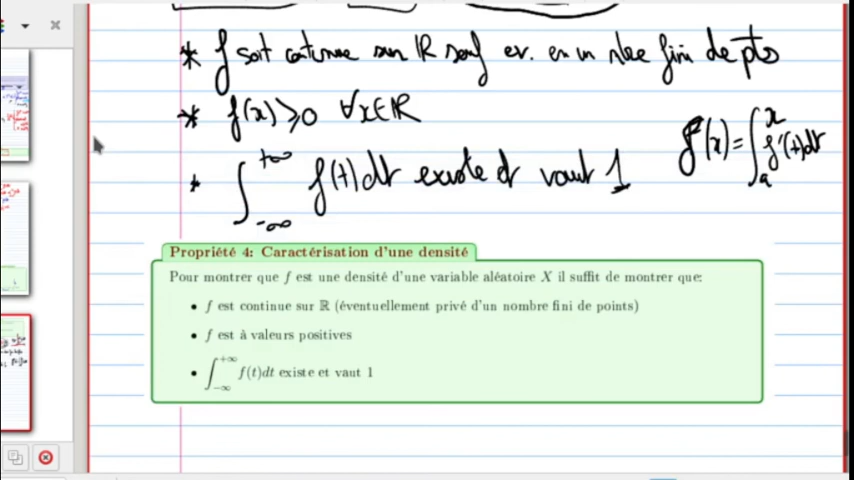 * f soit continue sur ℝ sauf ev. en un nbre fini de pts
* f(x) ≥ 0 ∀x∈ℝ
* ∫_{-∞}^{+∞} f(t)dt existe et vaut 1
f(x) = ∫_a^x f'(t)dt
Propriété 4: Caractérisation d'une densité
Pour montrer que f est une densité d'une variable aléatoire X il suffit de montrer que:
• f est continue sur ℝ (éventuellement privé d'un nombre fini de points)
• f est à valeurs positives
• ∫_{-∞}^{+∞} f(t)dt existe et vaut 1